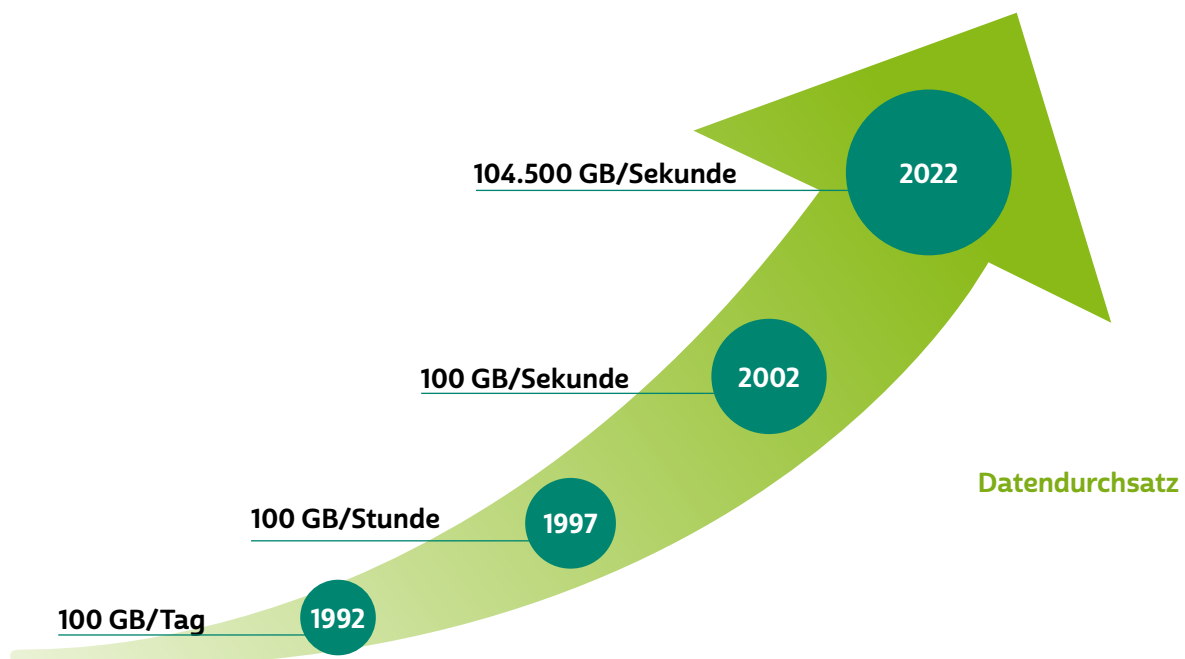 104.500 GB/Sekunde
2022
100 GB/Sekunde
2002
Datendurchsatz
100 GB/Stunde
1997
100 GB/Tag
1992